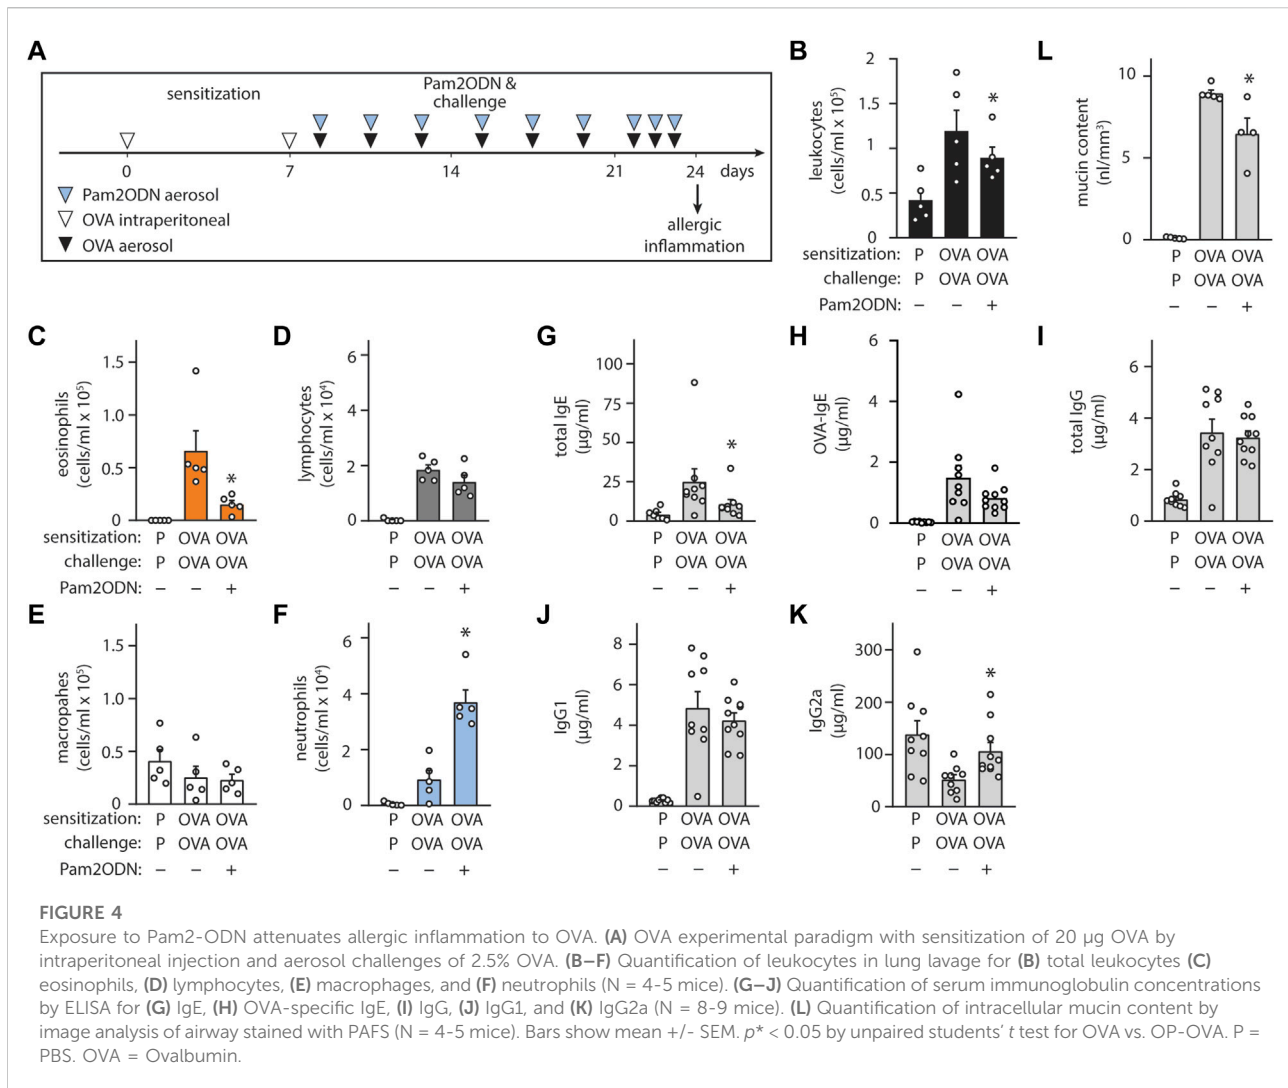 A
sensitization
Pam2ODN &
challenge
0
7
14
21
24
days
Pam2ODN aerosol
OVA intraperitoneal
OVA aerosol
allergic
inflammation
B
leukocytes
(cells/ml x 10⁵)
2
1.5
1
0.5
0
*
sensitization: P OVA OVA
challenge: P OVA OVA
Pam2ODN: – – +
L
mucin content
(nl/mm³)
10
5
0
*
P OVA OVA
P OVA OVA
– – +
C
eosinophils
(cells/ml x 10⁵)
1.5
1.0
0.5
0
*
sensitization: P OVA OVA
challenge: P OVA OVA
Pam2ODN: – – +
D
lymphocytes
(cells/ml x 10⁴)
6
4
2
0
P OVA OVA
P OVA OVA
– – +
G
total IgE
(µg/ml)
100
75
50
25
0
*
P OVA OVA
P OVA OVA
– – +
H
OVA-IgE
(µg/ml)
6
4
2
0
P OVA OVA
P OVA OVA
– – +
I
total IgG
(µg/ml)
6
4
2
0
P OVA OVA
P OVA OVA
– – +
E
macropahes
(cells/ml x 10⁵)
1.5
1.0
0.5
0
sensitization: P OVA OVA
challenge: P OVA OVA
Pam2ODN: – – +
F
neutrophils
(cells/ml x 10⁴)
6
4
2
0
*
P OVA OVA
P OVA OVA
– – +
J
IgG1
(µg/ml)
8
6
4
2
0
P OVA OVA
P OVA OVA
– – +
K
IgG2a
(µg/ml)
300
200
100
0
*
P OVA OVA
P OVA OVA
– – +
FIGURE 4
Exposure to Pam2-ODN attenuates allergic inflammation to OVA. (A) OVA experimental paradigm with sensitization of 20 µg OVA by
intraperitoneal injection and aerosol challenges of 2.5% OVA. (B–F) Quantification of leukocytes in lung lavage for (B) total leukocytes (C)
eosinophils, (D) lymphocytes, (E) macrophages, and (F) neutrophils (N = 4-5 mice). (G–J) Quantification of serum immunoglobulin concentrations
by ELISA for (G) IgE, (H) OVA-specific IgE, (I) IgG, (J) IgG1, and (K) IgG2a (N = 8-9 mice). (L) Quantification of intracellular mucin content by
image analysis of airway stained with PAFS (N = 4-5 mice). Bars show mean +/- SEM. p* < 0.05 by unpaired students’ t test for OVA vs. OP-OVA. P =
PBS. OVA = Ovalbumin.